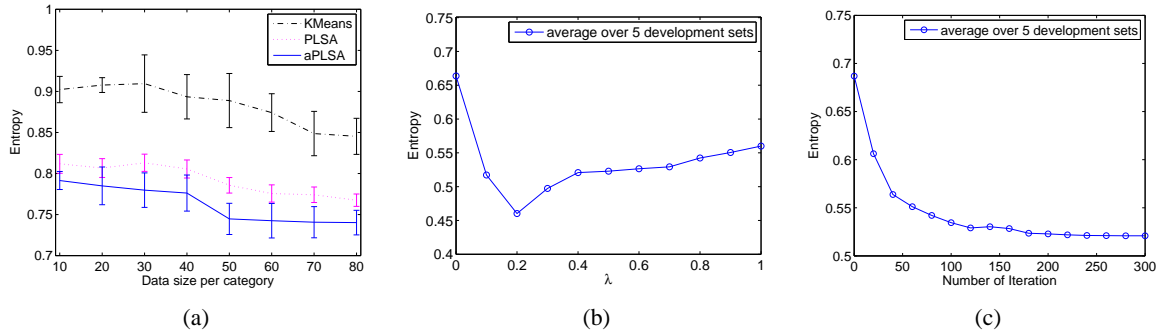 1
0.95
0.9
0.85
0.8
0.75
0.7
Entropy
10 20 30 40 50 60 70 80
Data size per category
KMeans
PLSA
aPLSA
(a)
0.75
0.7
0.65
0.6
0.55
0.5
0.45
0.4
Entropy
0 0.2 0.4 0.6 0.8 1
λ
average over 5 development sets
(b)
0.75
0.7
0.65
0.6
0.55
0.5
Entropy
0 50 100 150 200 250 300
Number of Iteration
average over 5 development sets
(c)